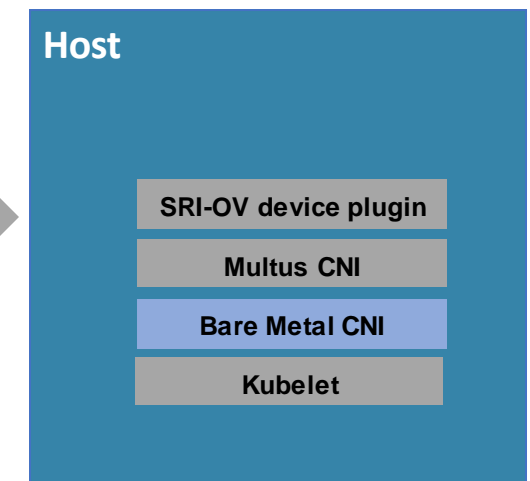 Host
SRI-OV device plugin
Multus CNI
Bare Metal CNI
Kubelet